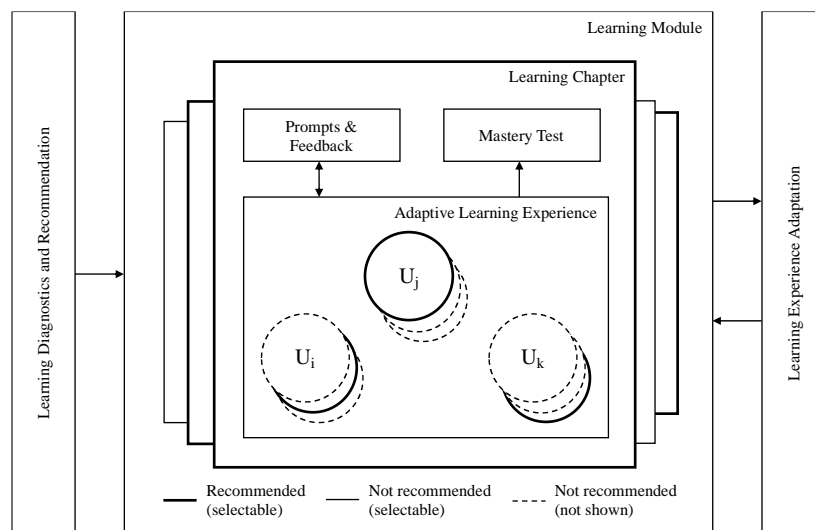 Learning Diagnostics and Recommendation
Learning Module
Learning Chapter
Prompts &
Feedback
Mastery Test
Adaptive Learning Experience
Uj
Ui
Uk
Learning Experience Adaptation
Recommended
(selectable)
Not recommended
(selectable)
Not recommended
(not shown)